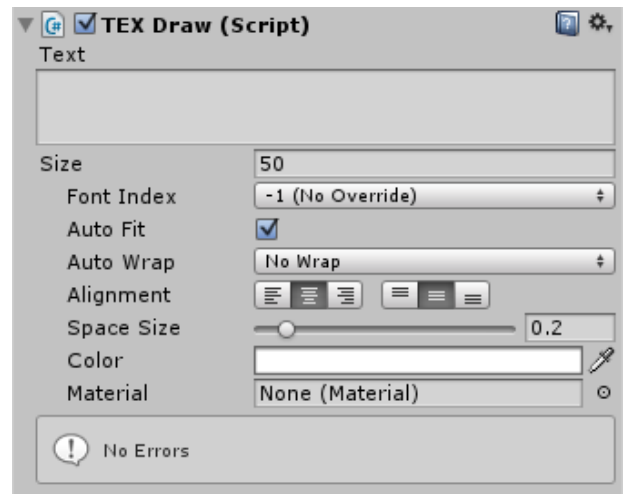 TEX Draw (Script)
Text
Size 50
Font Index -1 (No Override)
Auto Fit
Auto Wrap No Wrap
Alignment
Space Size 0.2
Color
Material None (Material)
No Errors